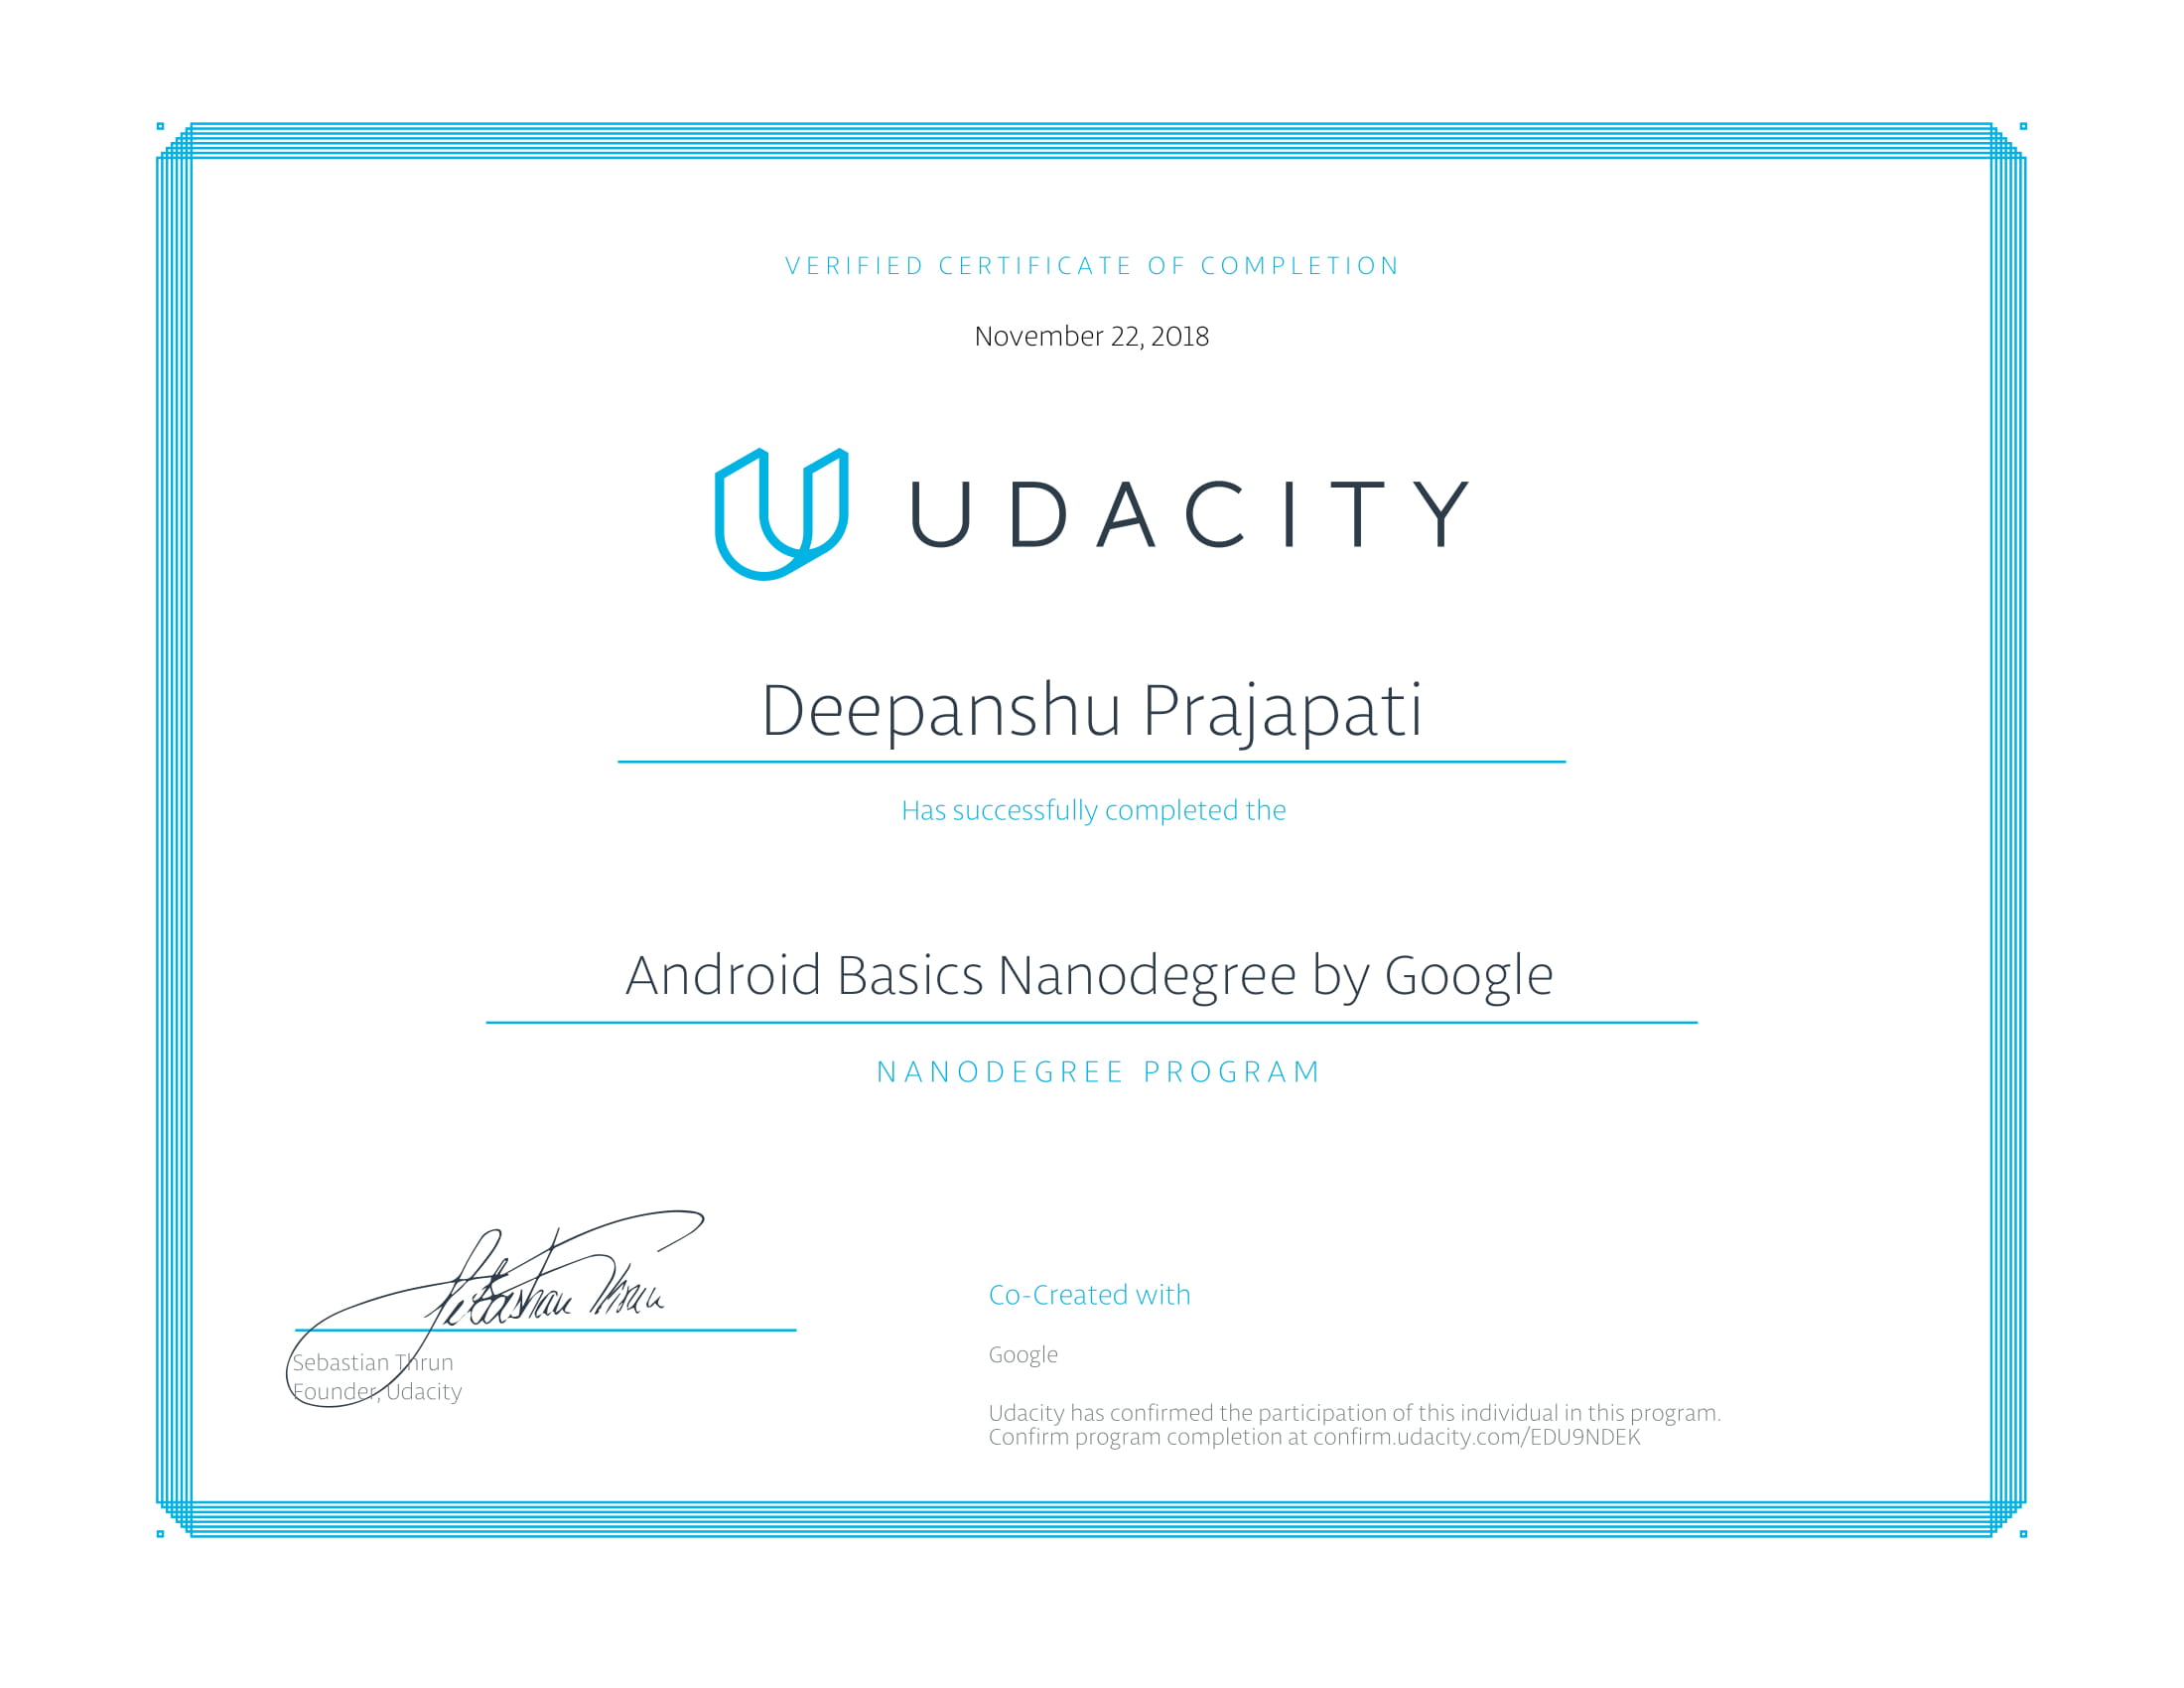 VERIFIED CERTIFICATE OF COMPLETION
November 22, 2018
UDACITY
Deepanshu Prajapati
Has successfully completed the
Android Basics Nanodegree by Google
NANODEGREE PROGRAM
Sebastian Thrun
Sebastian Thrun
Founder, Udacity
Co-Created with
Google
Udacity has confirmed the participation of this individual in this program.
Confirm program completion at confirm.udacity.com/EDU9NDEK